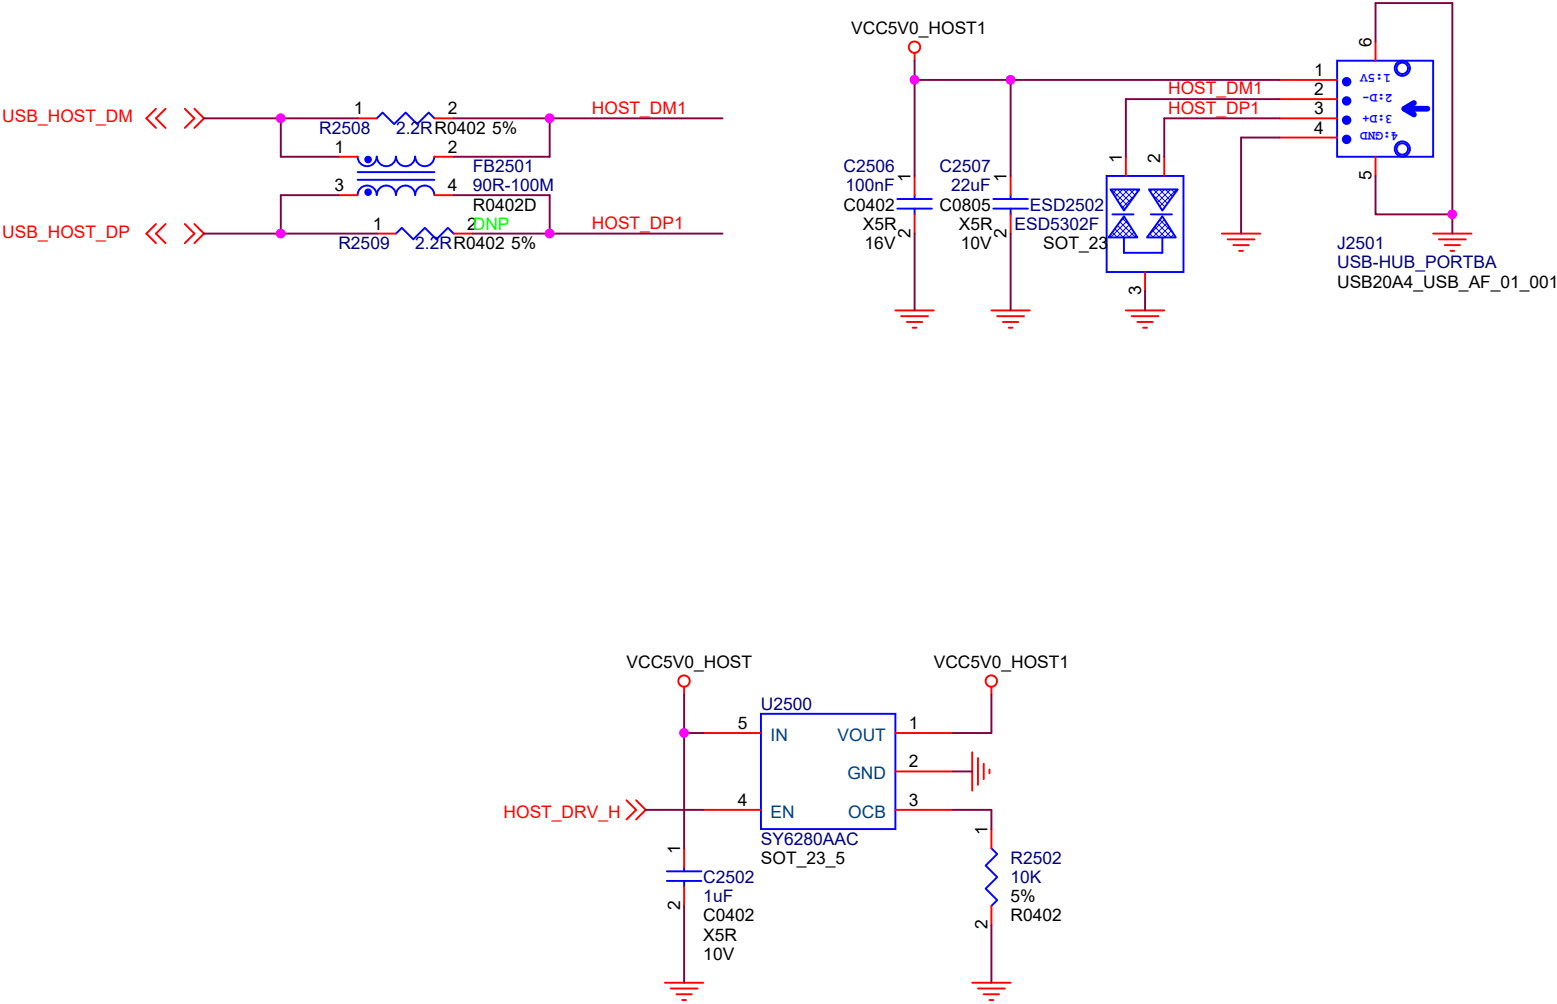 VCC5V0_HOST1
USB_HOST_DM
1
2
R2508
2.2R
R0402 5%
HOST_DM1
1
2
FB2501
3
4
90R-100M
R0402D
DNP
USB_HOST_DP
1
2
R2509
2.2R
R0402 5%
HOST_DP1
C2506
100nF
C0402
X5R
16V
1
2
C2507
22uF
C0805
X5R
10V
1
2
ESD2502
ESD5302F
SOT_23
1
2
3
HOST_DM1
HOST_DP1
6
1
2
3
4
5
1:5V
2:D-
3:D+
4:GND
J2501
USB-HUB_PORTBA
USB20A4_USB_AF_01_001
VCC5V0_HOST
VCC5V0_HOST1
U2500
5
IN
VOUT
1
GND
2
HOST_DRV_H
4
EN
OCB
3
SY6280AAC
SOT_23_5
1
2
C2502
1uF
C0402
X5R
10V
1
2
R2502
10K
5%
R0402